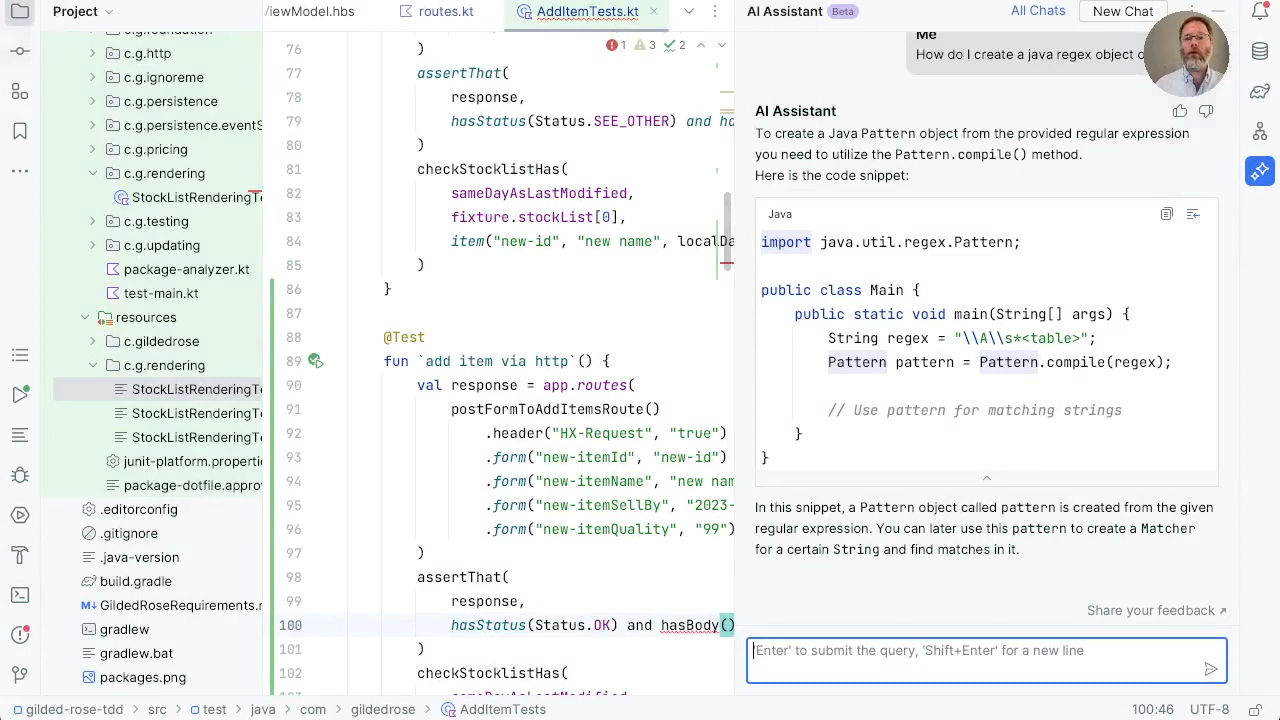 Project
iewModel.hbs
routes.kt
AddItemTests.kt
AI Assistant
Beta
All Chats
New Chat
c.g.foundation
c.g.http
c.g.ignoreme
c.g.persistence
c.g.persistence.eventS
c.g.pricing
c.g.rendering
StockListRenderingTe
c.g.testing
c.g.updating
package-analyzer.kt
test-main.kt
resources
c.gildedrose
c.g.rendering
StockListRenderingTe
StockListRenderingTe
StockListRenderingTe
junit-platform.properti
package-dotfile.approv
.editorconfig
.gitignore
.java-version
build.gradle
M↓ GildedRoseRequirements.r
gradlew
gradlew.bat
packages.png
1 3 2
76 )
77 assertThat(
78 response,
79 hasStatus(Status.SEE_OTHER) and ha
80 )
81 checkStocklistHas(
82 sameDayAsLastModified,
83 fixture.stockList[0],
84 item("new-id", "new name", localDa
85 )
86 }
87
88 @Test
89 fun `add item via http`() {
90 val response = app.routes(
91 postFormToAddItemsRoute()
92 .header("HX-Request", "true")
93 .form("new-itemId", "new-id")
94 .form("new-itemName", "new nam
95 .form("new-itemSellBy", "2023-
96 .form("new-itemQuality", "99")
97 )
98 assertThat(
99 response,
100 hasStatus(Status.OK) and hasBody()
101 )
102 checkStocklistHas(
sameDayAsLastModified
Me
How do I create a java regex object
AI Assistant
To create a Java Pattern object from the provided regular expression
you need to utilize the Pattern.compile() method.
Here is the code snippet:
Java
import java.util.regex.Pattern;
public class Main {
public static void main(String[] args) {
String regex = "\\A\\s*<table>";
Pattern pattern = Pattern.compile(regex);
// Use pattern for matching strings
}
}
In this snippet, a Pattern object called pattern is created from the given
regular expression. You can later use this pattern to create a Matcher
for a certain String and find matches in it.
Share your feedback ↗
'Enter' to submit the query, 'Shift+Enter' for a new line
gilded-rose-tdd > src > test > java > com > gildedrose > AddItemTests
100:46 UTF-8